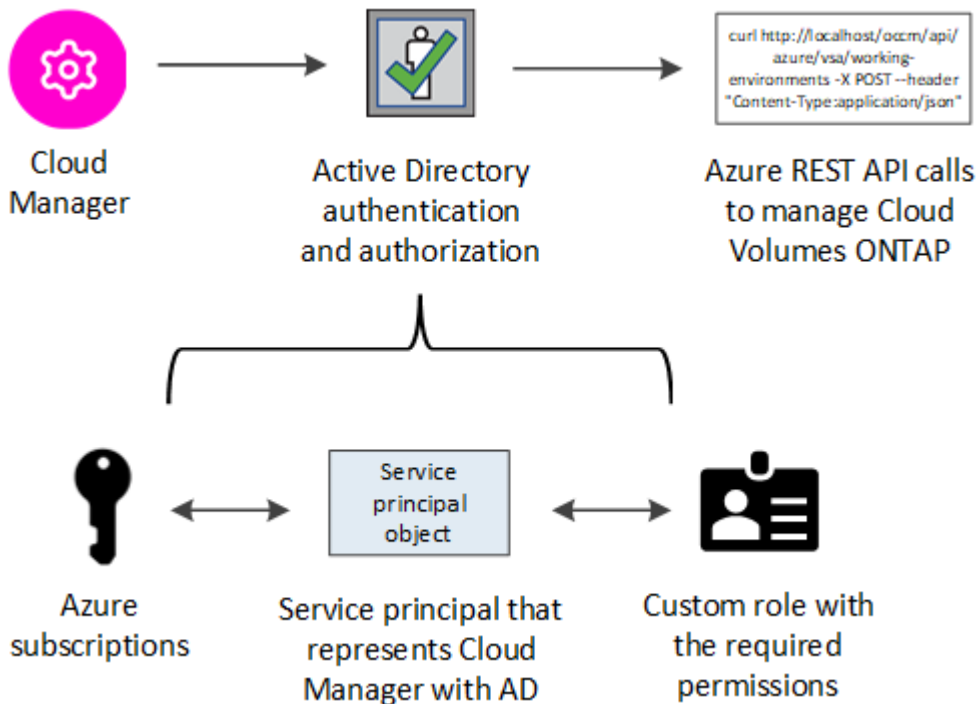 curl http://localhost/occm/api/
azure/vsa/working-
environments -X POST --header
"Content-Type:application/json"
Cloud
Manager
Active Directory
authentication
and authorization
Azure REST API calls
to manage Cloud
Volumes ONTAP
Service
principal
object
Azure
subscriptions
Service principal that
represents Cloud
Manager with AD
Custom role with
the required
permissions